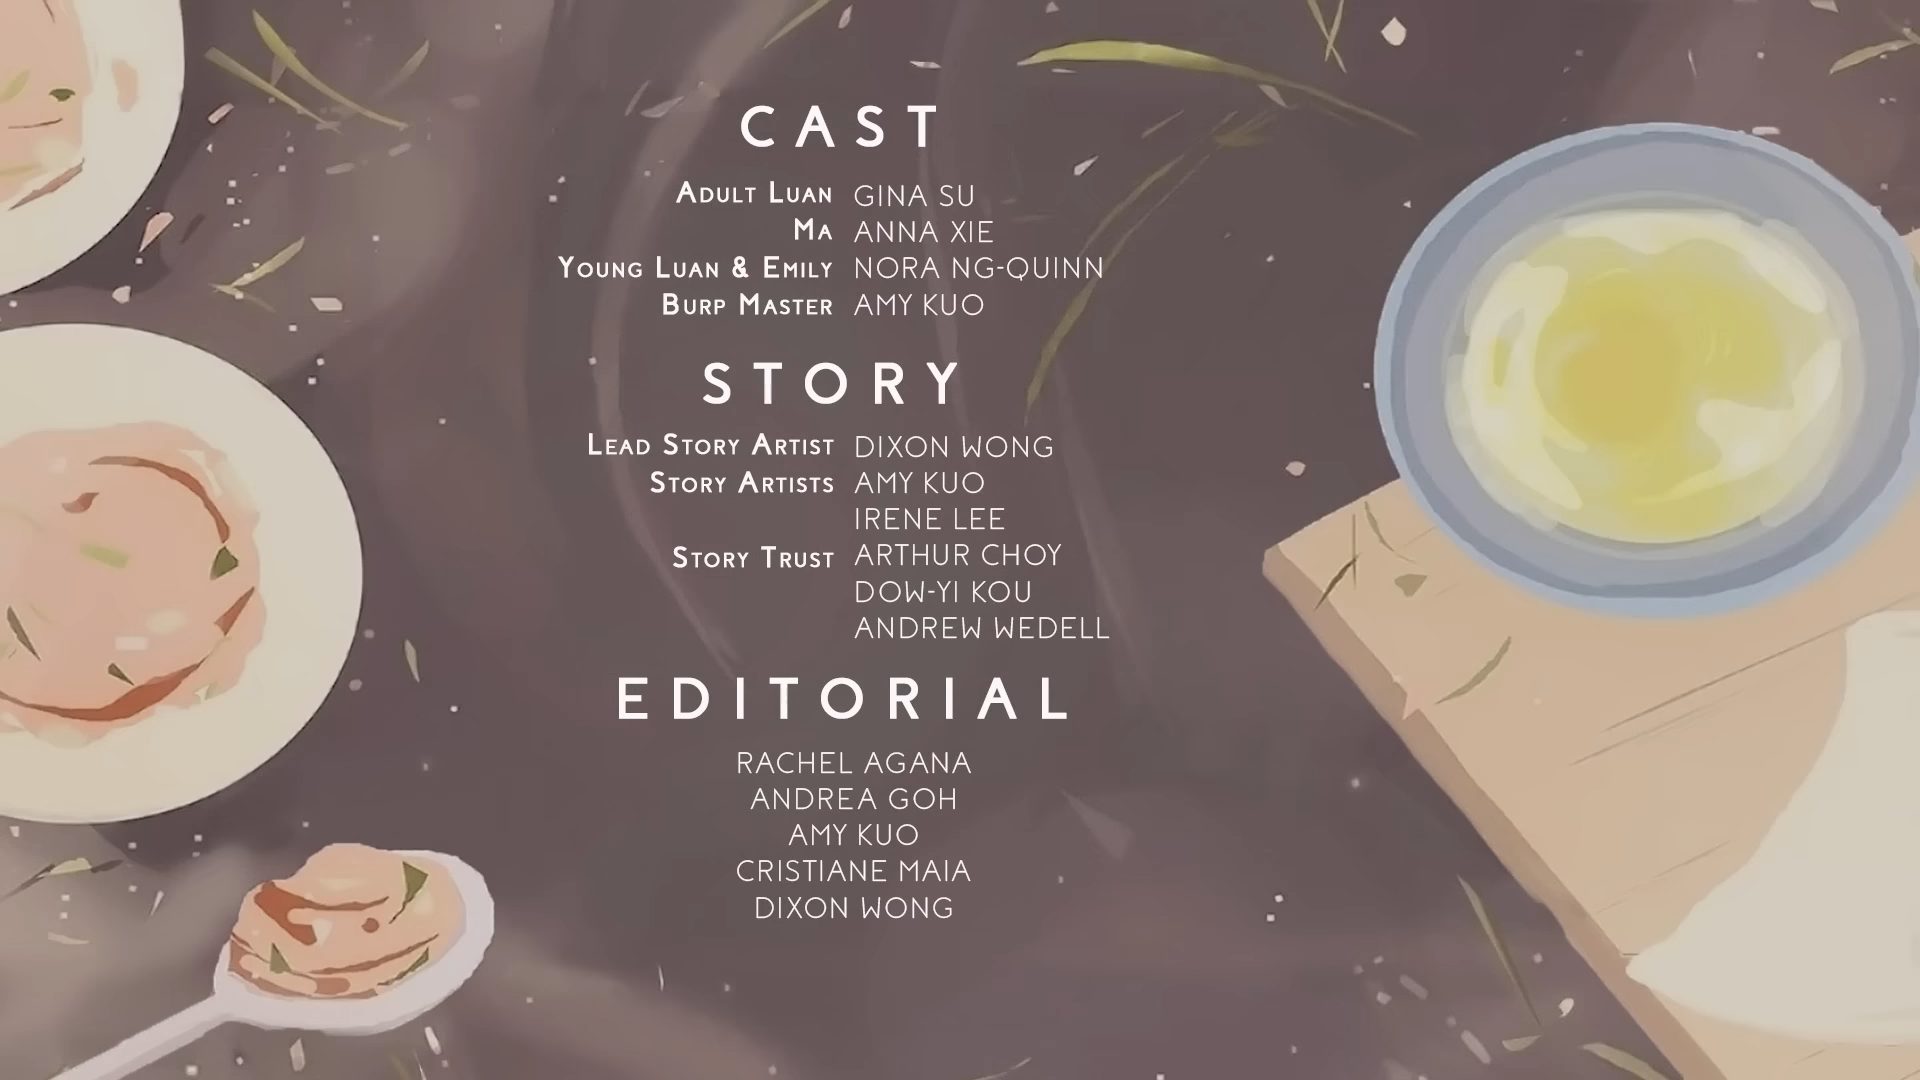 CAST
ADULT LUAN GINA SU
MA ANNA XIE
YOUNG LUAN & EMILY NORA NG-QUINN
BURP MASTER AMY KUO
STORY
LEAD STORY ARTIST DIXON WONG
STORY ARTISTS AMY KUO
IRENE LEE
STORY TRUST ARTHUR CHOY
DOW-YI KOU
ANDREW WEDELL
EDITORIAL
RACHEL AGANA
ANDREA GOH
AMY KUO
CRISTIANE MAIA
DIXON WONG